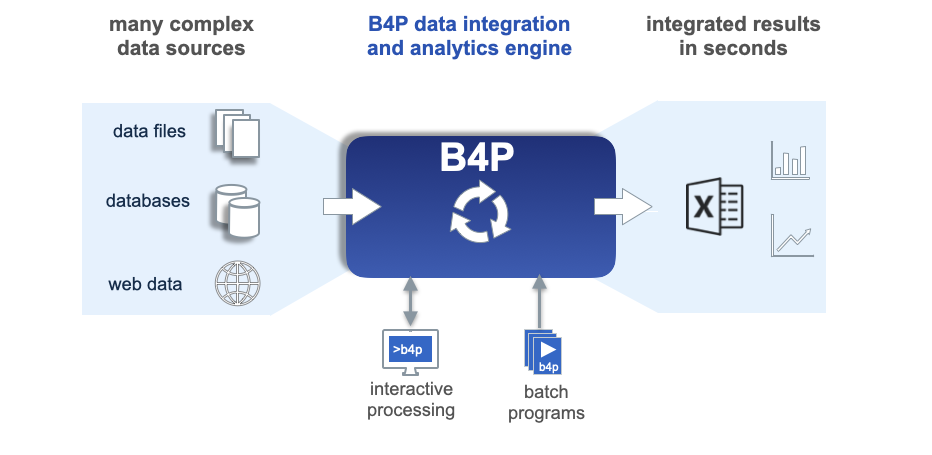 many complex
data sources
B4P data integration
and analytics engine
integrated results
in seconds
data files
databases
web data
B4P
X
>b4p
interactive
processing
b4p
batch
programs